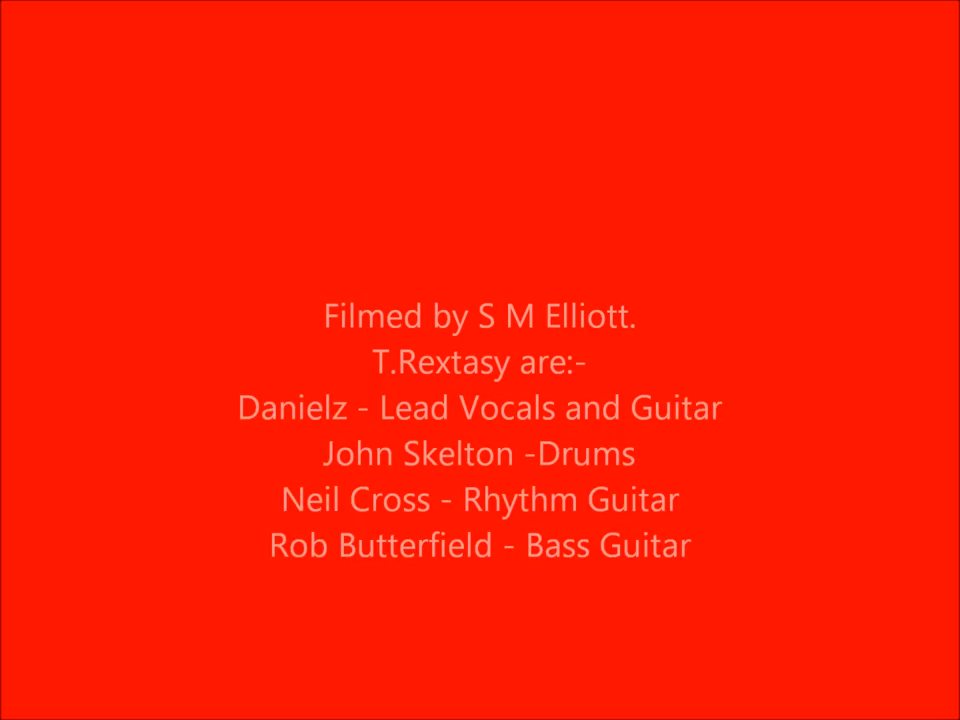 Filmed by S M Elliott.
T.Rextasy are:-
Danielz - Lead Vocals and Guitar
John Skelton -Drums
Neil Cross - Rhythm Guitar
Rob Butterfield - Bass Guitar